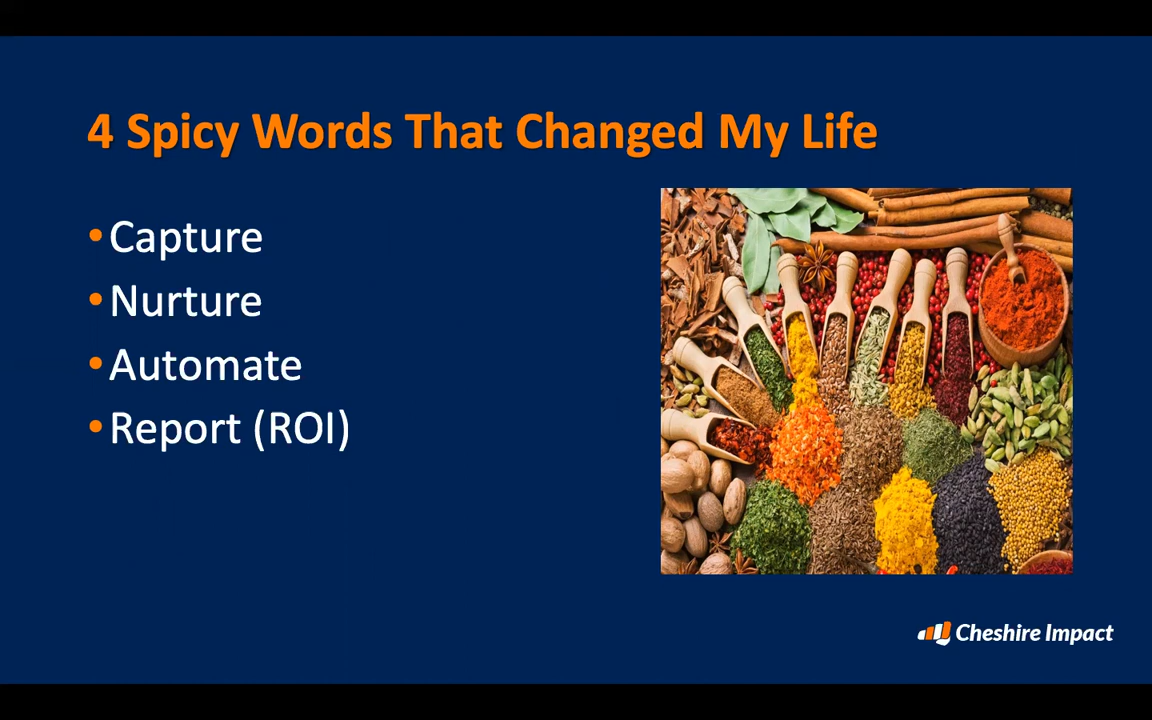 4 Spicy Words That Changed My Life
• Capture
• Nurture
• Automate
• Report (ROI)
Cheshire Impact